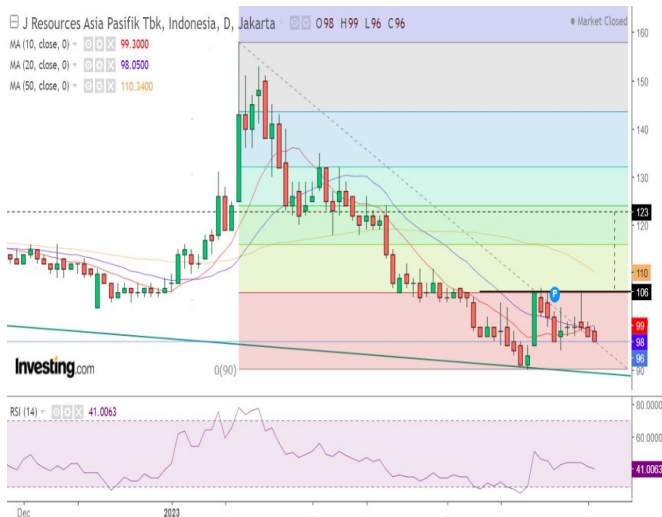 J Resources Asia Pasifik Tbk, Indonesia, D, Jakarta O98 H99 L96 C96
Market Closed
MA (10, close, 0) 99.3000
MA (20, close, 0) 98.0500
MA (50, close, 0) 110.3400
160
150
140
130
123
120
110
106
99
98
96
90
P
Investing.com
0(90)
RSI (14) 41.0063
80.0000
60.0000
41.0063
Dec
2023